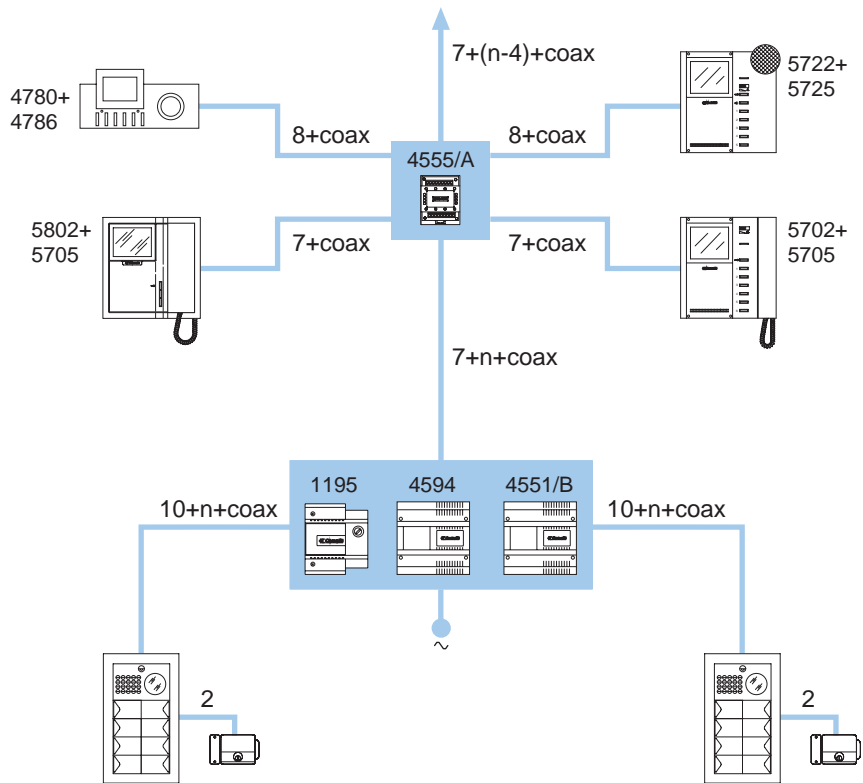 7+(n-4)+coax
4780+
4786
5722+
5725
8+coax
8+coax
4555/A
5802+
5705
7+coax
7+coax
5702+
5705
7+n+coax
1195
4594
4551/B
10+n+coax
10+n+coax
~
2
2